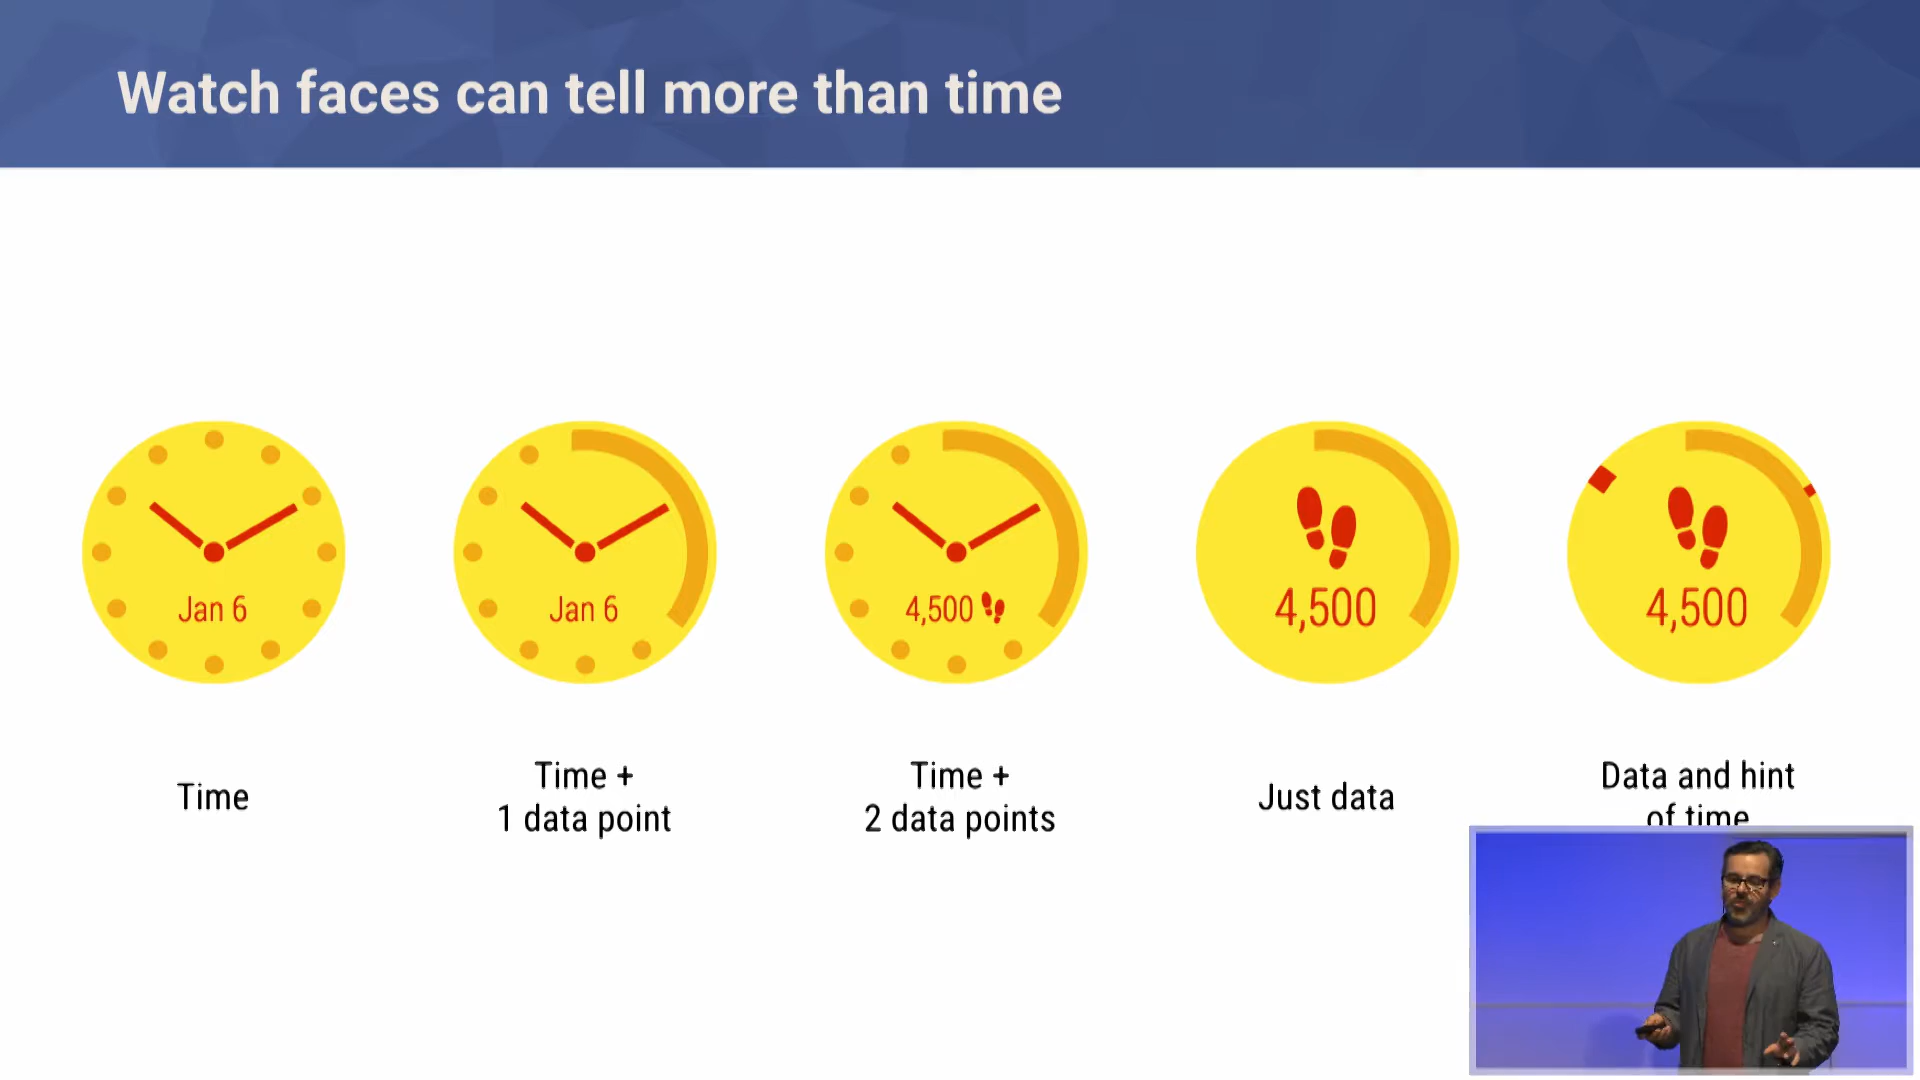 Watch faces can tell more than time
Jan 6
Jan 6
4,500
4,500
4,500
Time
Time +
1 data point
Time +
2 data points
Just data
Data and hint
of time